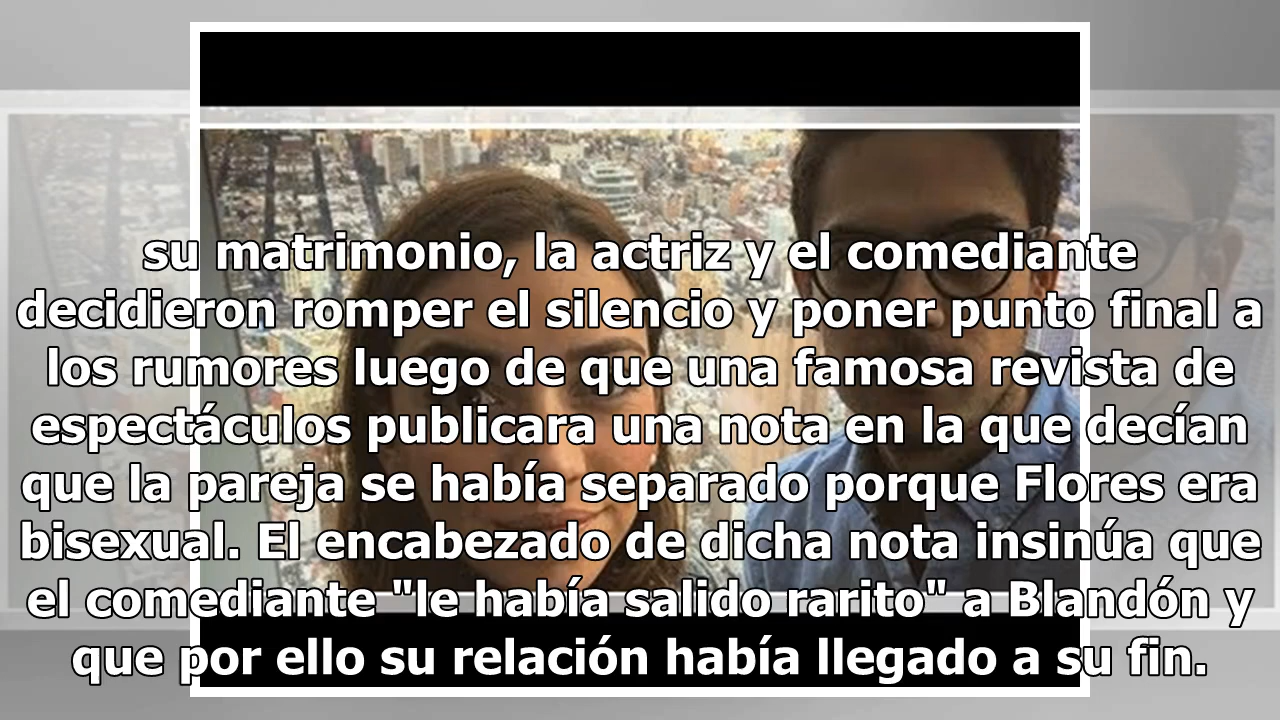 su matrimonio, la actriz y el comediante
decidieron romper el silencio y poner punto final a
los rumores luego de que una famosa revista de
espectáculos publicara una nota en la que decían
que la pareja se había separado porque Flores era
bisexual. El encabezado de dicha nota insinúa que
el comediante "le había salido rarito" a Blandón y
que por ello su relación había llegado a su fin.